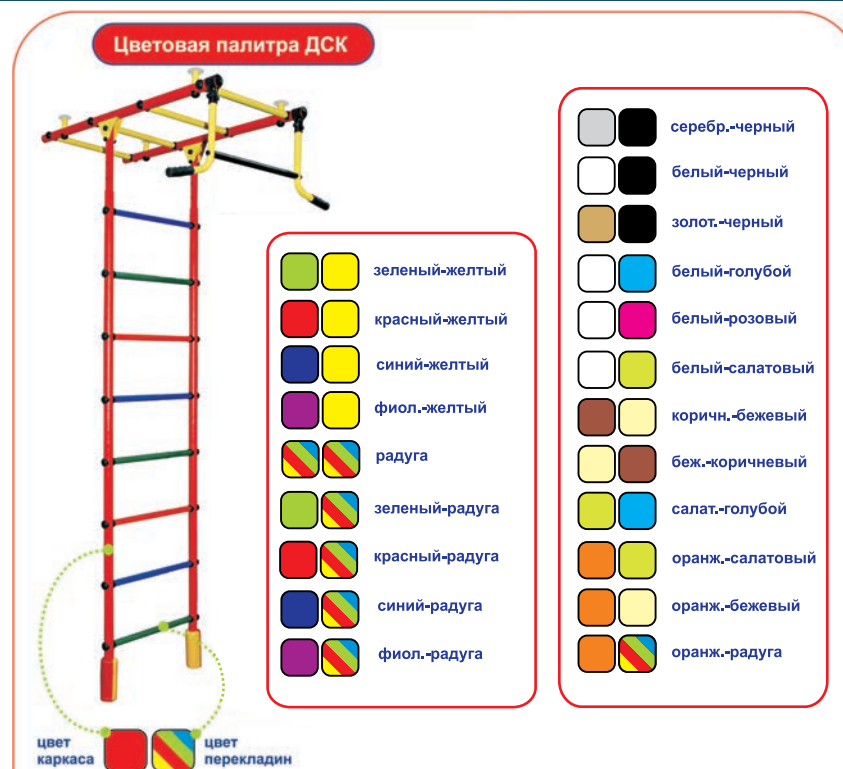 Цветовая палитра ДСК
зеленый-желтый
красный-желтый
синий-желтый
фиол.-желтый
радуга
зеленый-радуга
красный-радуга
синий-радуга
фиол.-радуга
серебр.-черный
белый-черный
золот.-черный
белый-голубой
белый-розовый
белый-салатовый
коричн.-бежевый
беж.-коричневый
салат.-голубой
оранж.-салатовый
оранж.-бежевый
оранж.-радуга
цвет
каркаса
цвет
перекладин